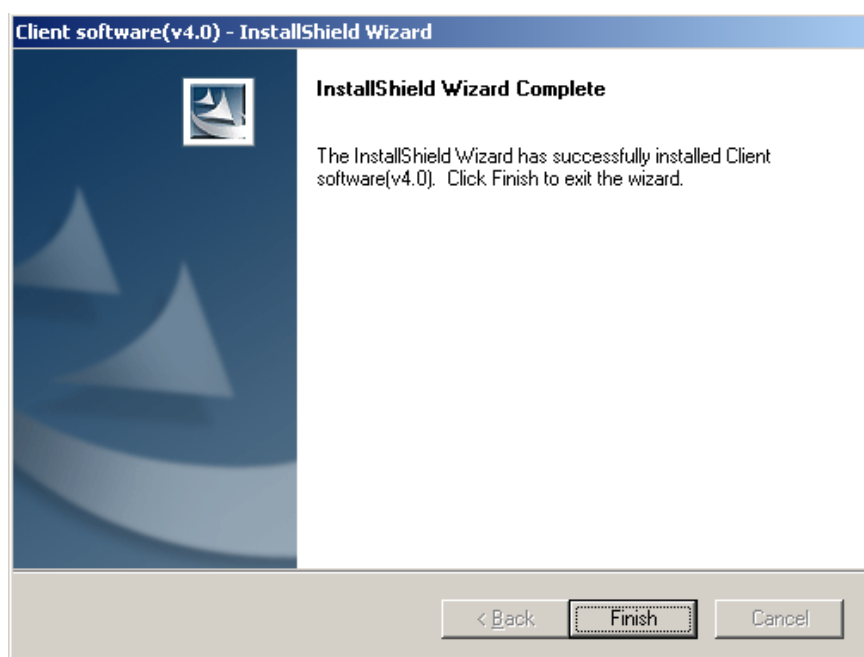 Client software(v4.0) - InstallShield Wizard
InstallShield Wizard Complete
The InstallShield Wizard has successfully installed Client
software(v4.0). Click Finish to exit the wizard.
< Back Finish Cancel